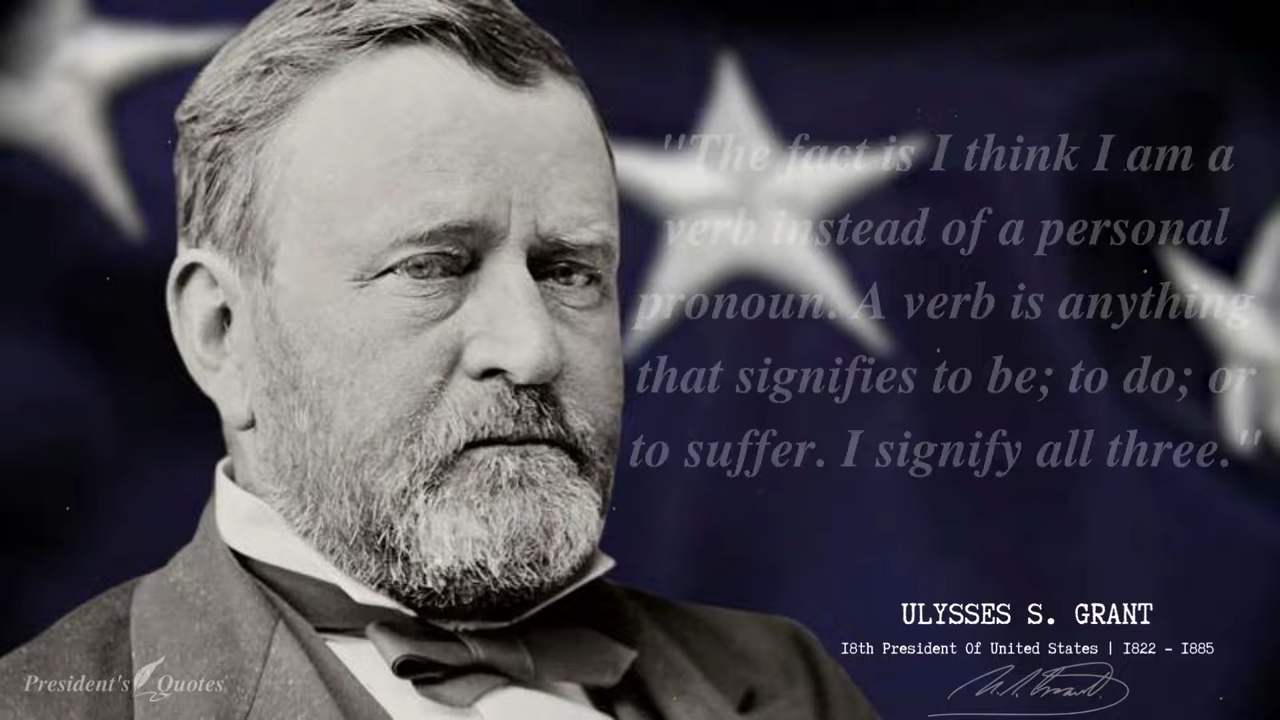 "The fact is I think I am a
verb instead of a personal
pronoun. A verb is anything
that signifies to be; to do; or
to suffer. I signify all three."
ULYSSES S. GRANT
18th President Of United States | 1822 - 1885
President's Quotes